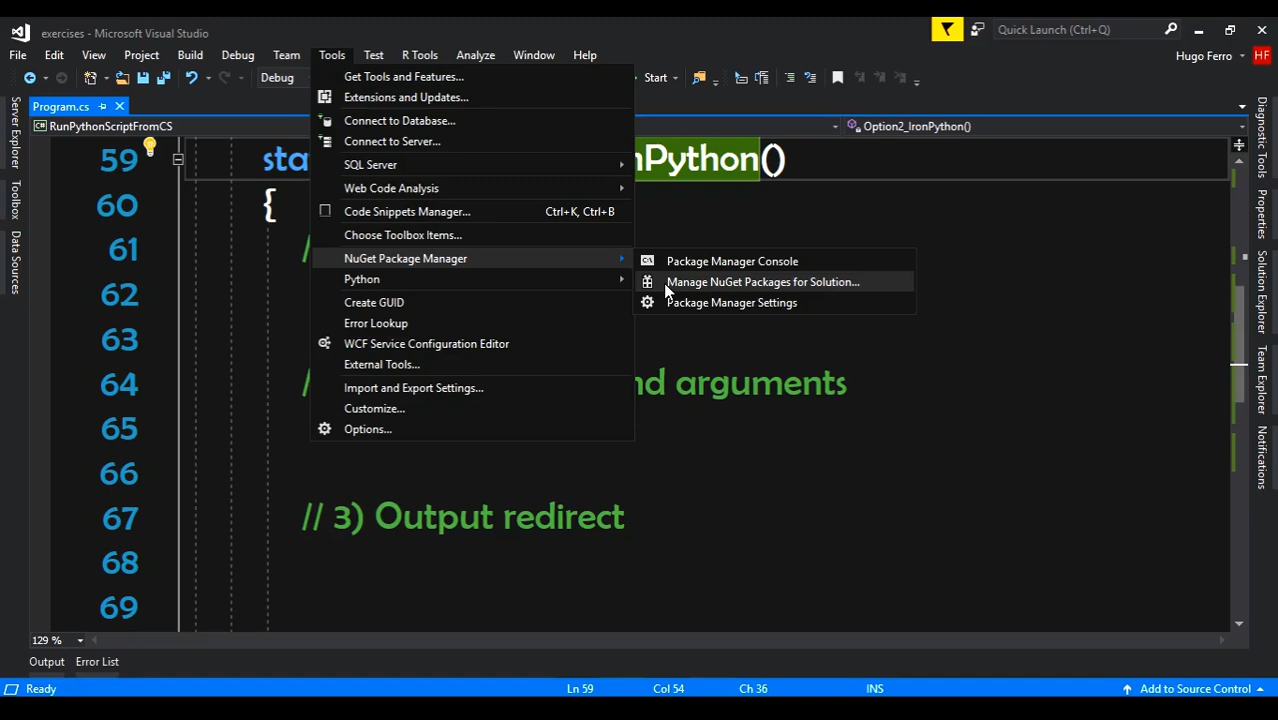 exercises - Microsoft Visual Studio
Quick Launch (Ctrl+Q)
File Edit View Project Build Debug Team Tools Test R Tools Analyze Window Help
Hugo Ferro HF
Debug
Start
Program.cs
RunPythonScriptFromCS
Option2_IronPython()
Server Explorer
Toolbox
Data Sources
Get Tools and Features...
Extensions and Updates...
Connect to Database...
Connect to Server...
SQL Server
Web Code Analysis
Code Snippets Manager... Ctrl+K, Ctrl+B
Choose Toolbox Items...
NuGet Package Manager
Python
Create GUID
Error Lookup
WCF Service Configuration Editor
External Tools...
Import and Export Settings...
Customize...
Options...
Package Manager Console
Manage NuGet Packages for Solution...
Package Manager Settings
59 sta nPython()
60 {
61 /
62
63
64 / nd arguments
65
66
67 // 3) Output redirect
68
69
Diagnostic Tools
Properties
Solution Explorer
Team Explorer
Notifications
129 %
Output Error List
Ready Ln 59 Col 54 Ch 36 INS Add to Source Control